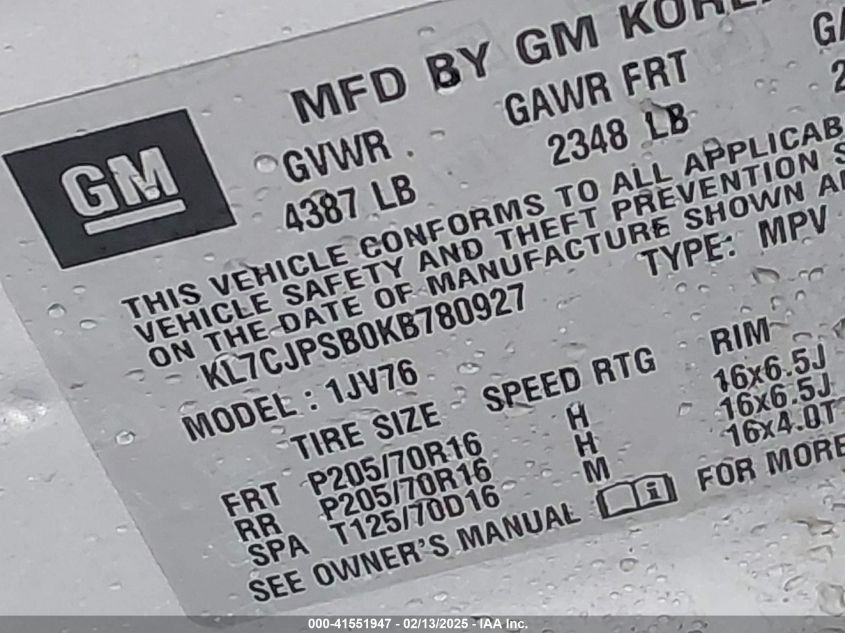 GM
MFD BY GM KOREA
GVWR GAWR FRT
4387 LB 2348 LB
THIS VEHICLE CONFORMS TO ALL
VEHICLE SAFETY AND THEFT PREVENTION
ON THE DATE OF MANUFACTURE SHOWN
KL7CJPSB0KB780927 TYPE: MPV
MODEL : 1JV76
TIRE SIZE SPEED RTG RIM
FRT P205/70R16 H 16x6.5J
RR P205/70R16 H 16x6.5J
SPA T125/70D16 M 16x4.0T
SEE OWNER'S MANUAL i FOR MORE
000-41551947 - 02/13/2025 - IAA Inc.